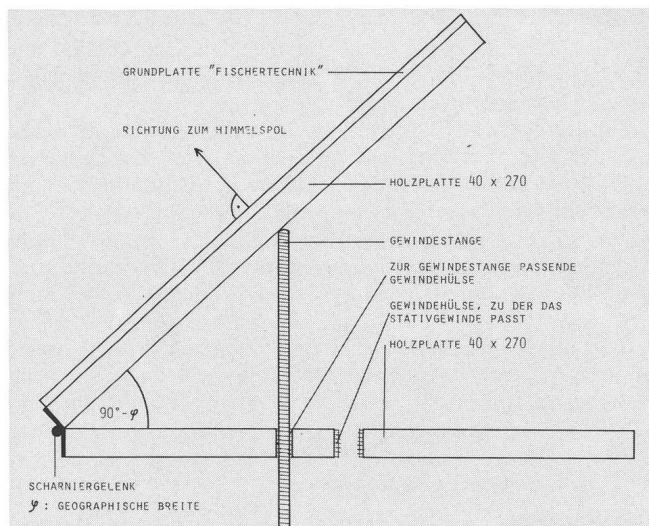 GRUNDPLATTE "FISCHERTECHNIK"
RICHTUNG ZUM HIMMELSPOL
HOLZPLATTE 40 x 270
GEWINDESTANGE
ZUR GEWINDESTANGE PASSENDE
GEWINDEHÜLSE
GEWINDEHÜLSE, ZU DER DAS
STATIVGEWINDE PASST
HOLZPLATTE 40 x 270
90°-φ
SCHARNIERGELENK
φ : GEOGRAPHISCHE BREITE